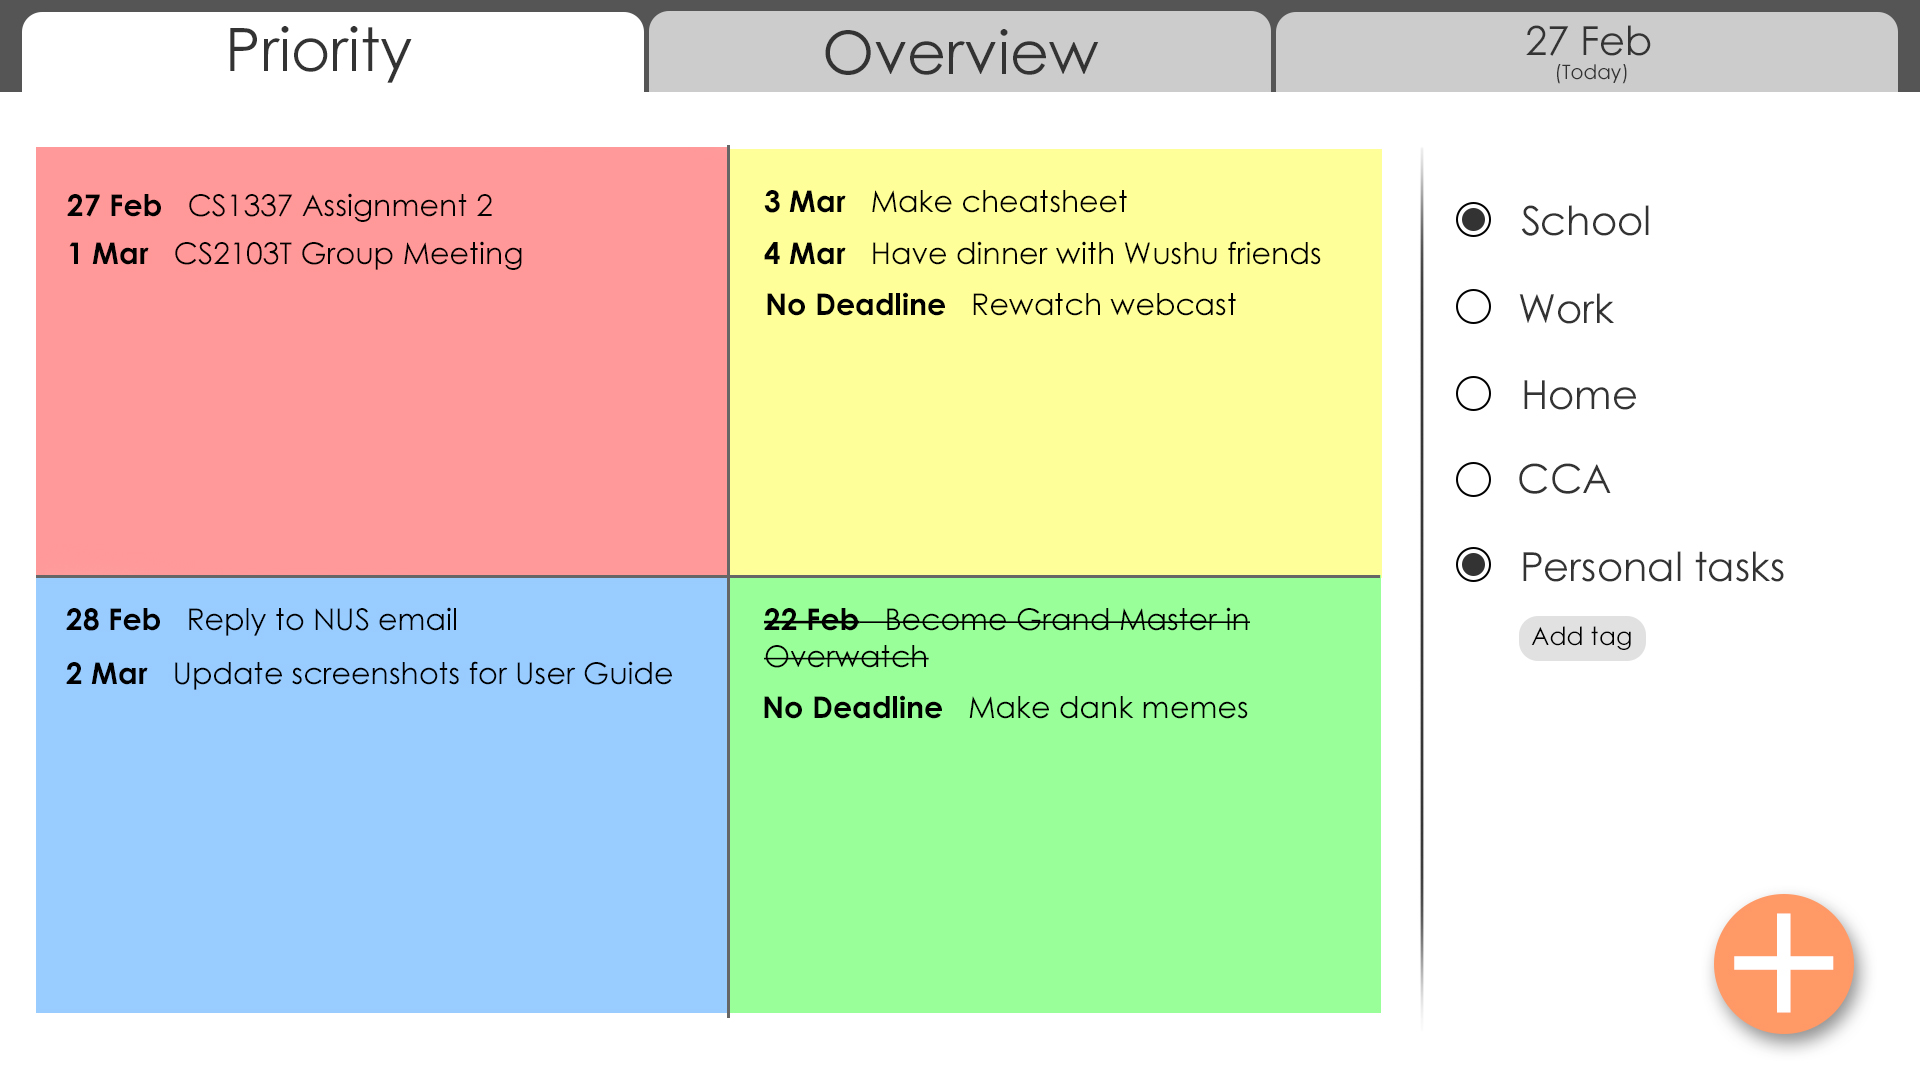 Priority
Overview
27 Feb
(Today)
27 Feb CS1337 Assignment 2
1 Mar CS2103T Group Meeting
3 Mar Make cheatsheet
4 Mar Have dinner with Wushu friends
No Deadline Rewatch webcast
28 Feb Reply to NUS email
2 Mar Update screenshots for User Guide
22 Feb Become Grand Master in
Overwatch
No Deadline Make dank memes
School
Work
Home
CCA
Personal tasks
Add tag